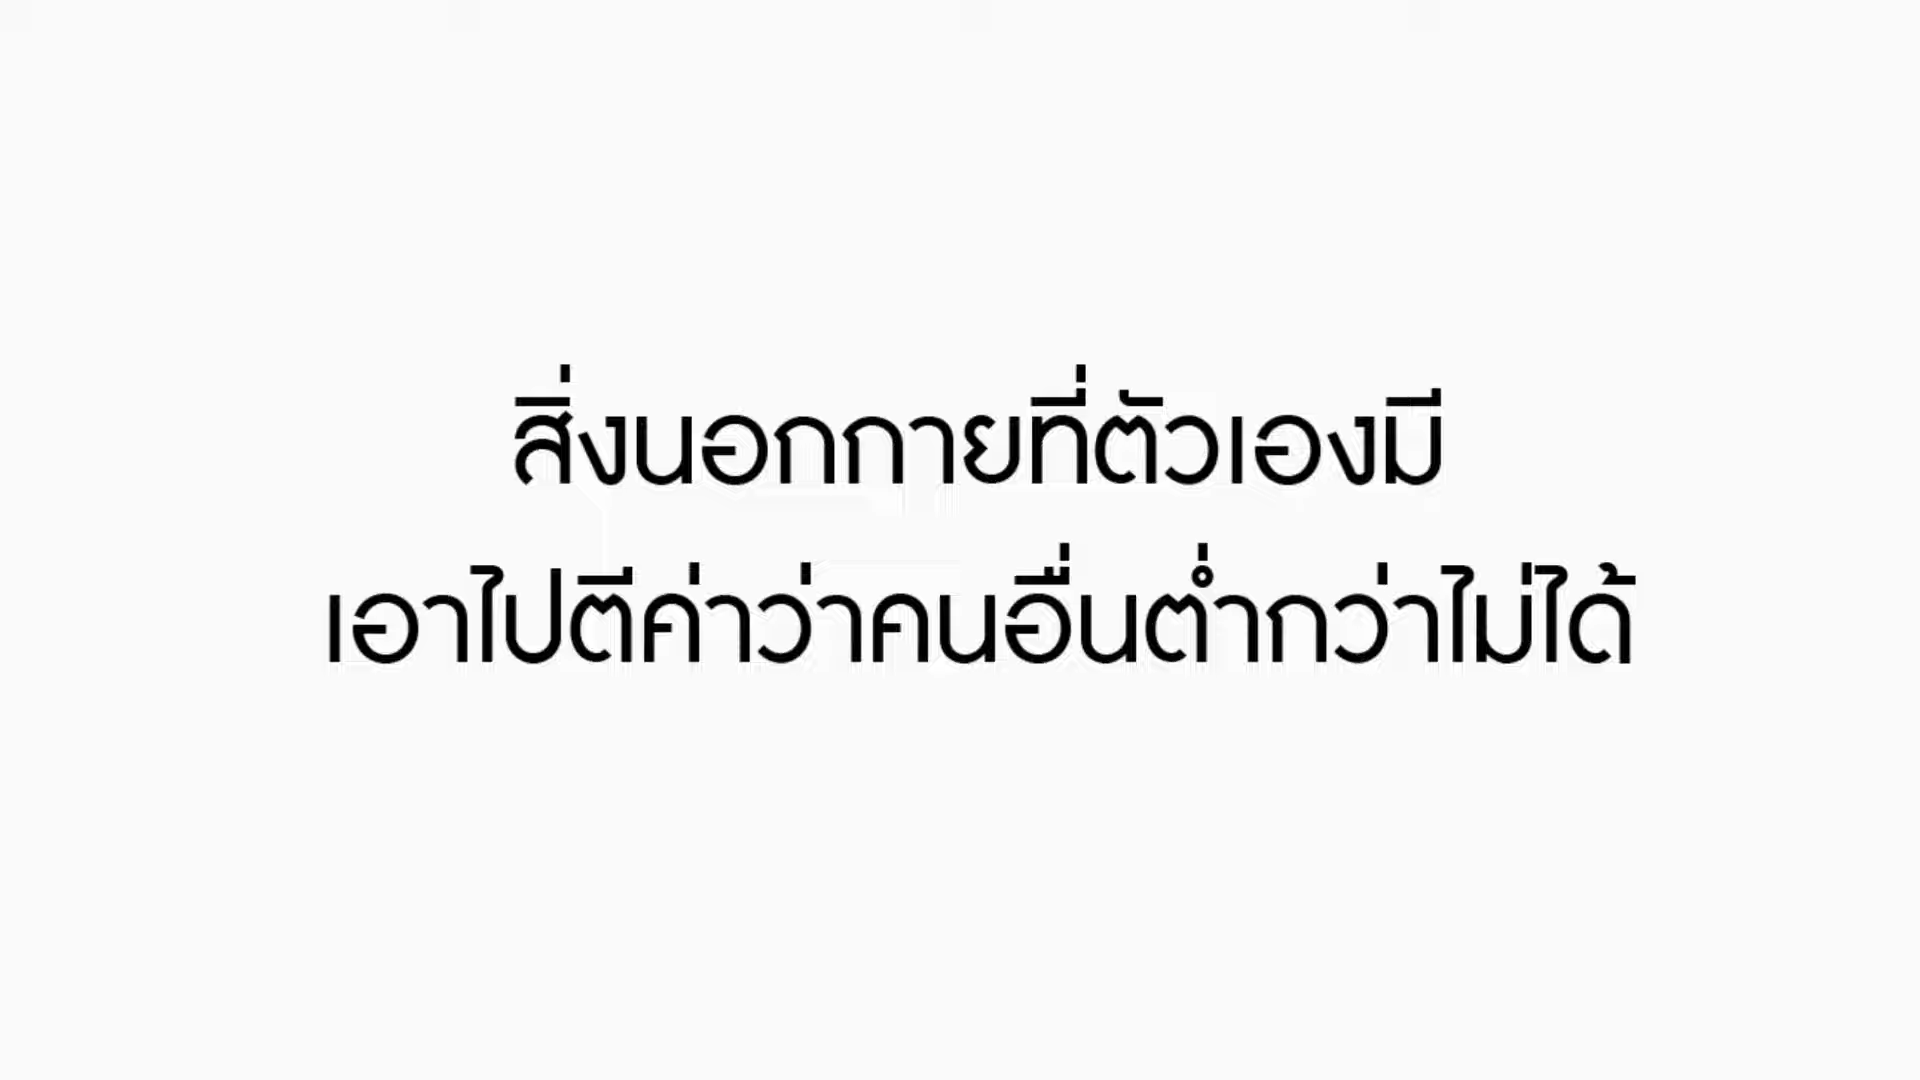 สิ่งนอกกายที่ตัวเองมี
เอาไปตีค่าว่าคนอื่นต่ำกว่าไม่ได้